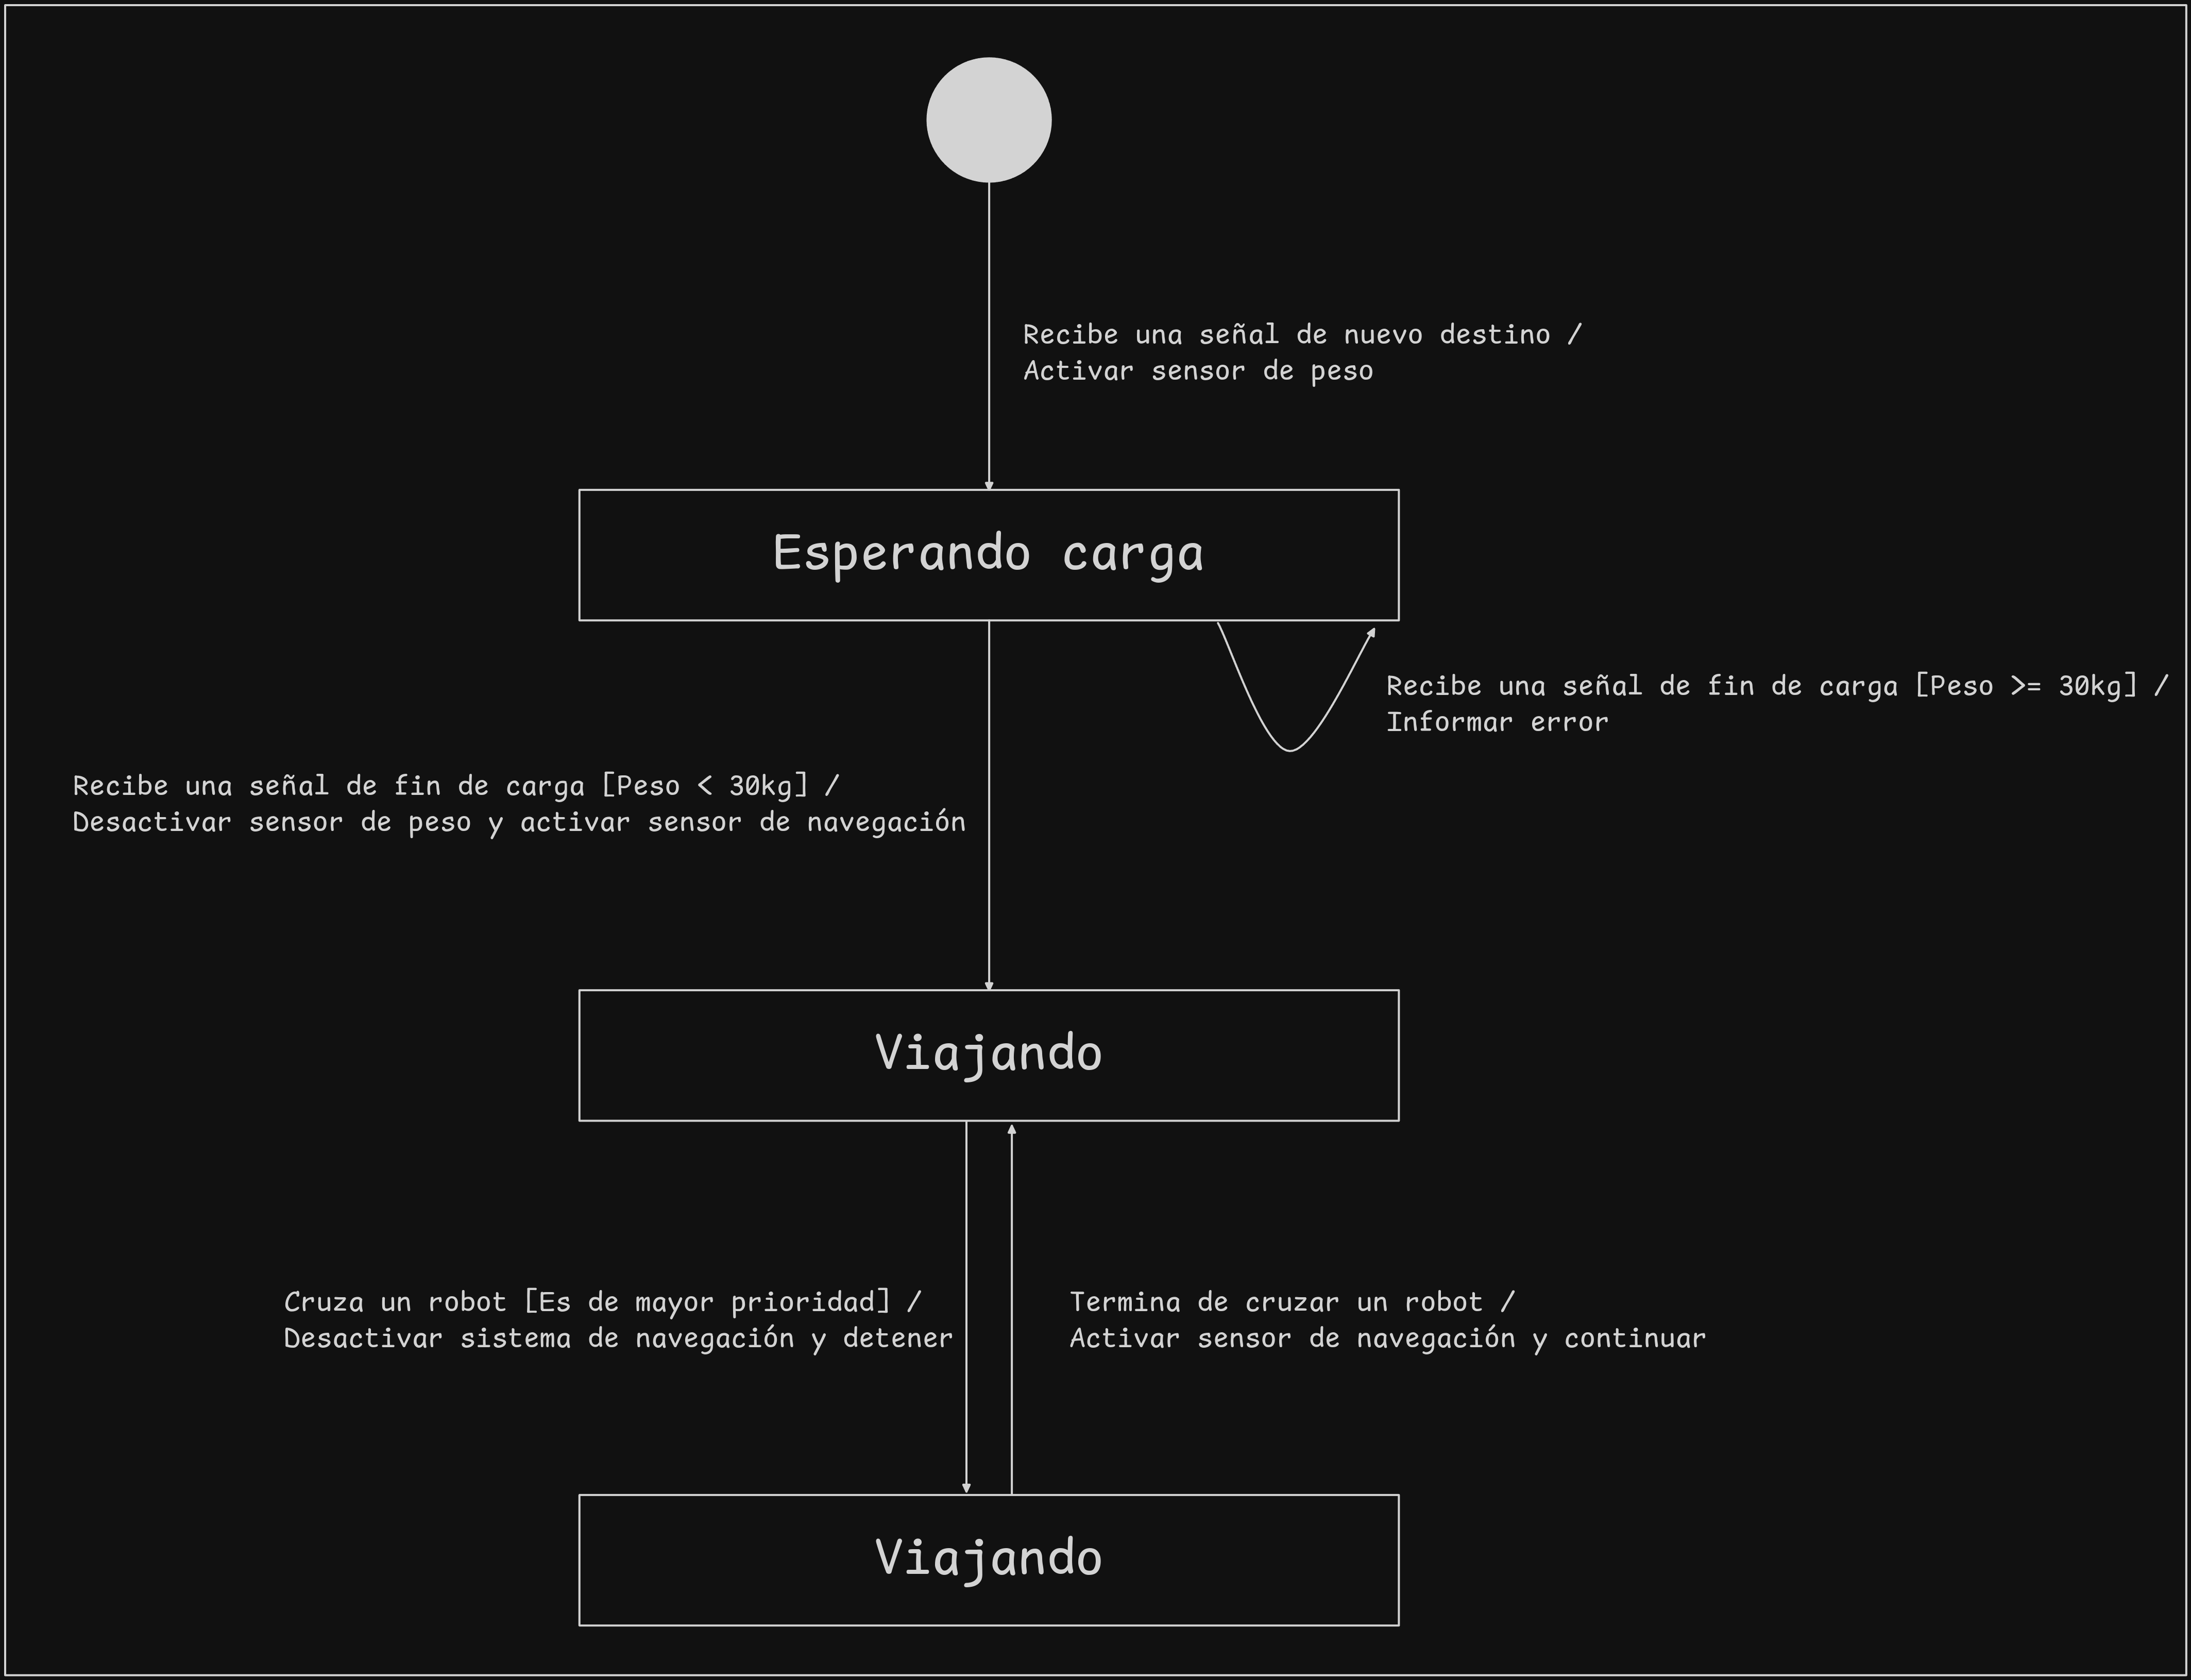 Recibe una señal de nuevo destino /
Activar sensor de peso
Esperando carga
Recibe una señal de fin de carga [Peso >= 30kg] /
Informar error
Recibe una señal de fin de carga [Peso < 30kg] /
Desactivar sensor de peso y activar sensor de navegación
Viajando
Cruza un robot [Es de mayor prioridad] /
Desactivar sistema de navegación y detener
Termina de cruzar un robot /
Activar sensor de navegación y continuar
Viajando